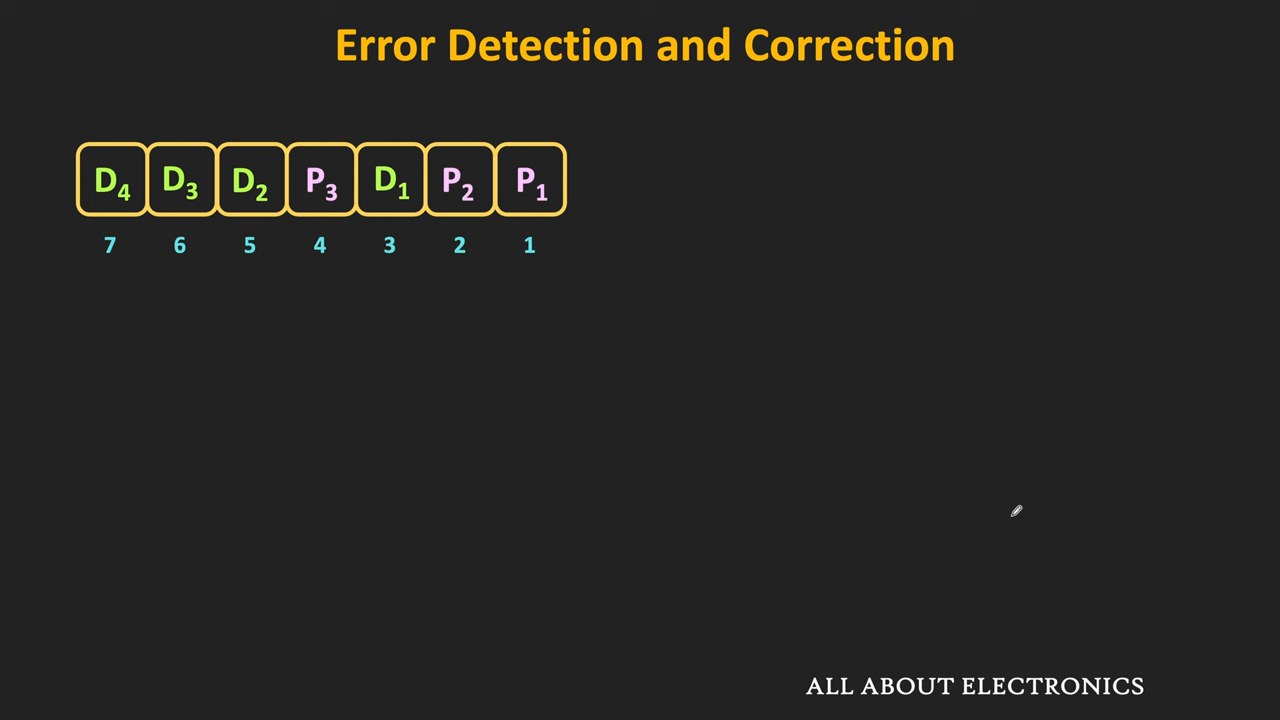 Error Detection and Correction
D₄ D₃ D₂ P₃ D₁ P₂ P₁
7 6 5 4 3 2 1
ALL ABOUT ELECTRONICS